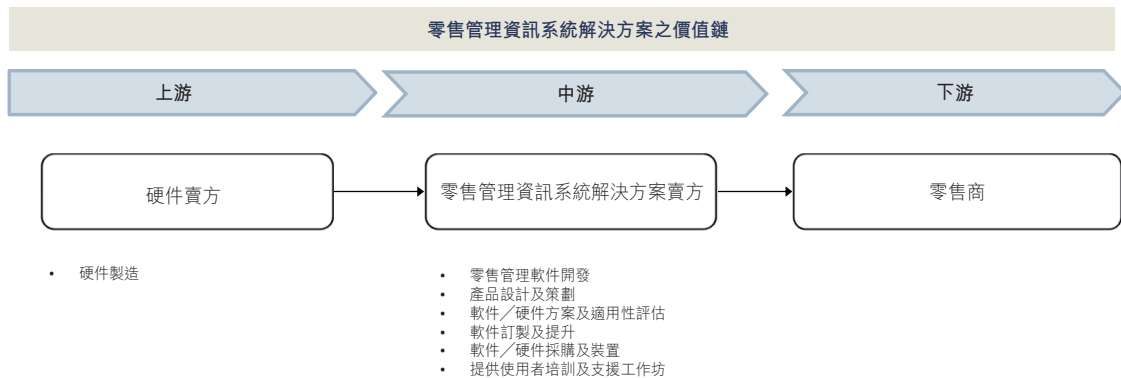 零售管理資訊系統解決方案之價值鏈
上游
中游
下游
硬件賣方
零售管理資訊系統解決方案賣方
零售商
• 硬件製造
• 零售管理軟件開發
• 產品設計及策劃
• 軟件／硬件方案及適用性評估
• 軟件訂製及提升
• 軟件／硬件採購及裝置
• 提供使用者培訓及支援工作坊